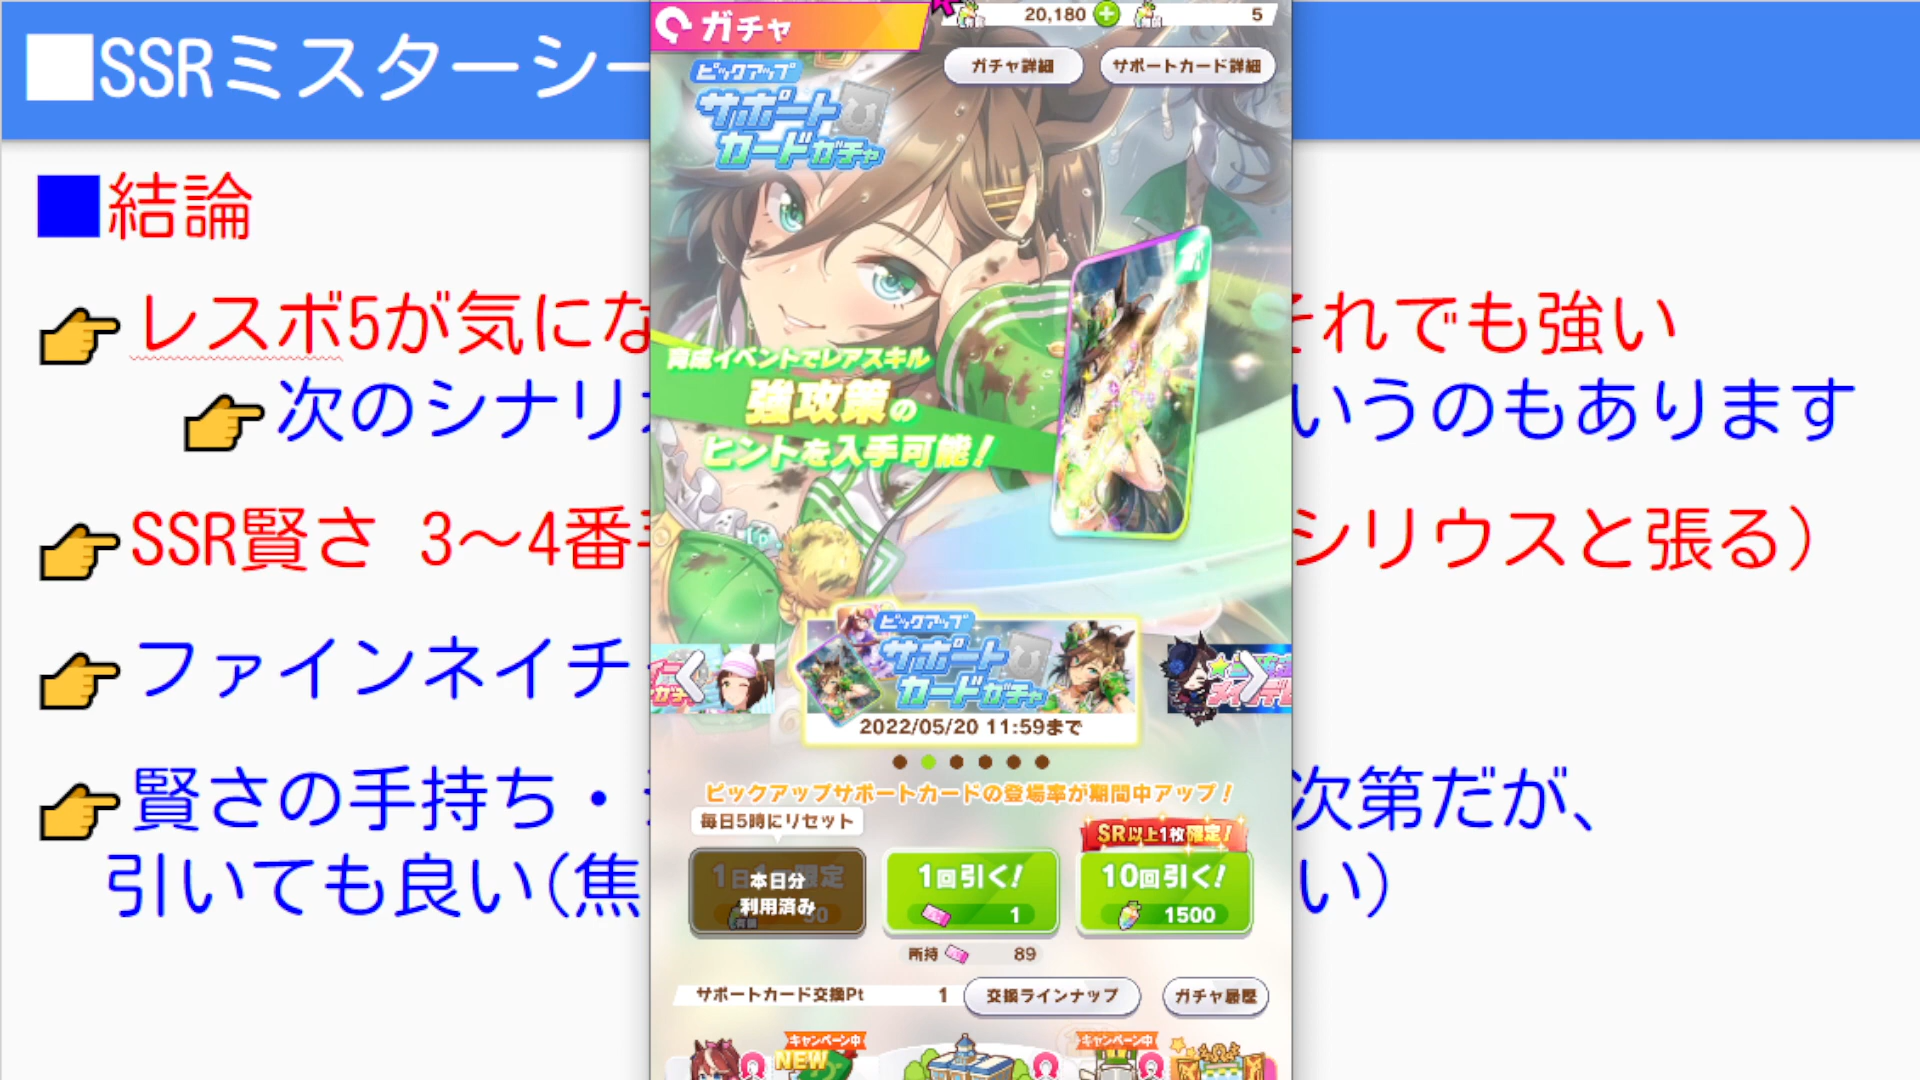 ■SSRミスターシー
■結論
レスボ5が気にな
それでも強い
次のシナリオ
いうのもあります
SSR賢さ 3～4番手
シリウスと張る）
ファインネイチ
賢さの手持ち・
次第だが、
引いても良い(焦
い）
ガチャ
20,180
5
ガチャ詳細
サポートカード詳細
ピックアップ
サポート
カードガチャ
育成イベントでレアスキル
強攻策の
ヒントを入手可能！
ピックアップ
サポート
カードガチャ
2022/05/20 11:59まで
ピックアップサポートカードの登場率が期間中アップ！
毎日5時にリセット
SR以上1枚確定！
1日1回限定
本日分
利用済み
1回引く！
1
10回引く！
1500
所持 89
サポートカード交換Pt 1
交換ラインナップ
ガチャ履歴
キャンペーン中
NEW
キャンペーン中